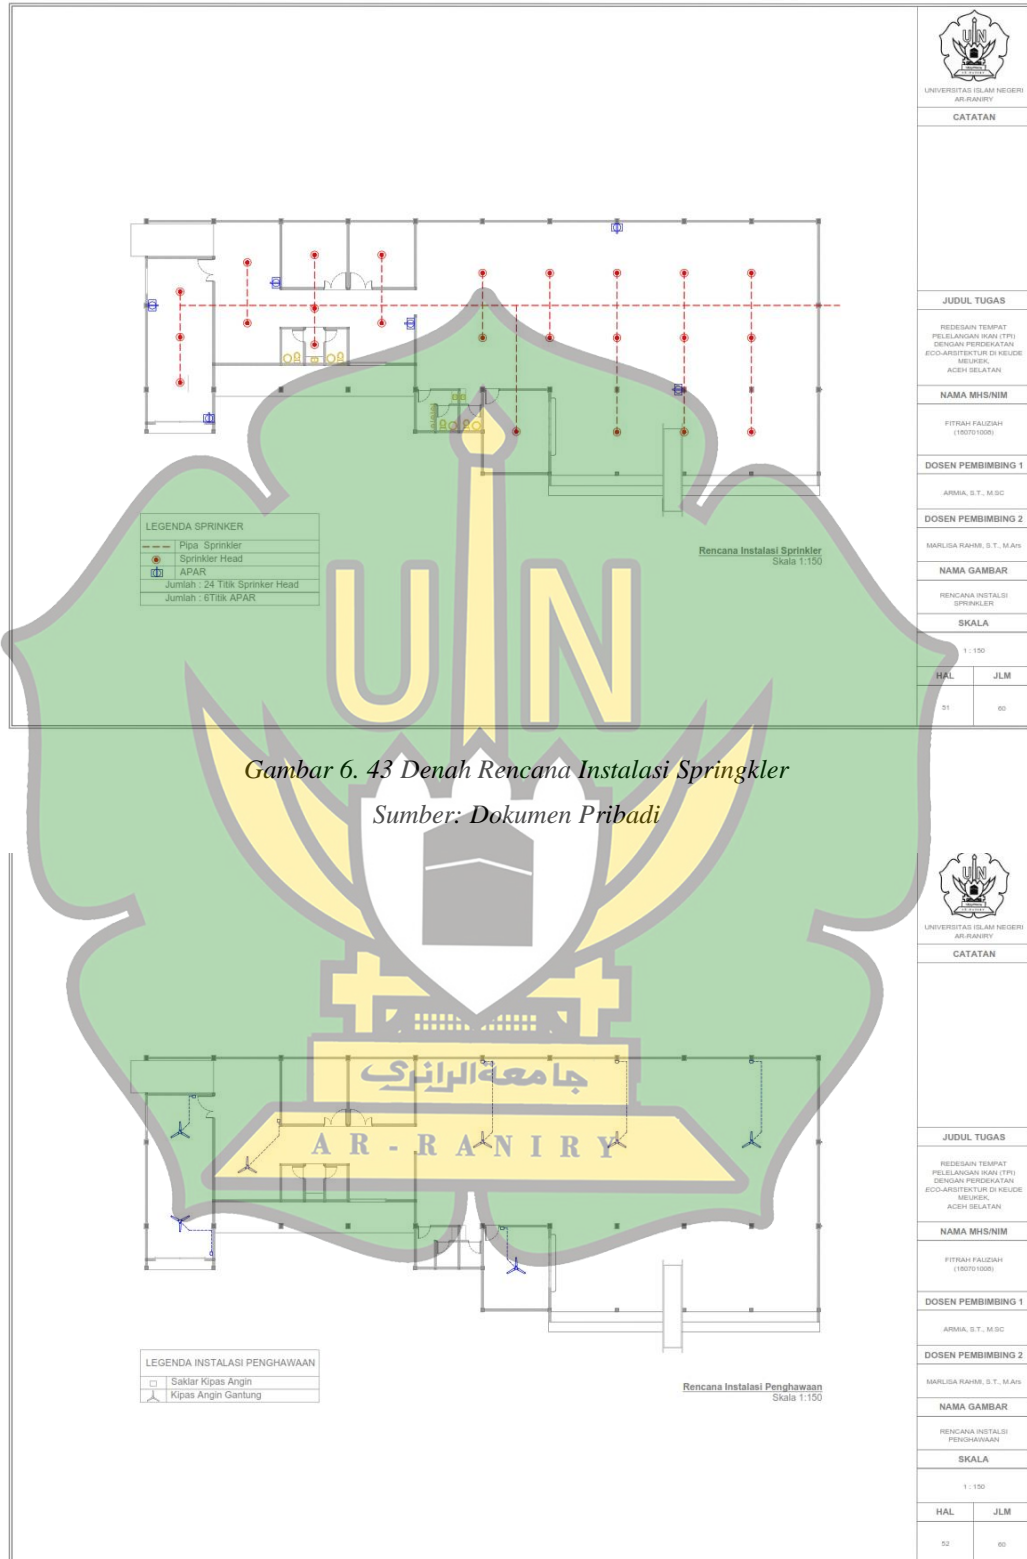 UIN
UNIVERSITAS ISLAM NEGERI
AR-RANIRY
CATATAN
JUDUL TUGAS
REDESAIN TEMPAT
PELELANGAN IKAN (TPI)
DENGAN PERDEKATAN
ECO-ARSITEKTUR DI KEUDE
MEUKEK,
ACEH SELATAN
NAMA MHS/NIM
FITRAH FAUZIAH
(180701008)
DOSEN PEMBIMBING 1
ARMIA, S.T., M.SC
DOSEN PEMBIMBING 2
MARLISA RAHMI, S.T., M.Ars
NAMA GAMBAR
RENCANA INSTALSI
SPRINKLER
SKALA
1 : 150
HAL JLM
51 60
LEGENDA SPRINKER
Pipa Sprinkler
Sprinkler Head
APAR
Jumlah : 24 Titik Sprinker Head
Jumlah : 6Titik APAR
Rencana Instalasi Sprinkler
Skala 1:150
UIN
Gambar 6. 43 Denah Rencana Instalasi Springkler
Sumber: Dokumen Pribadi
جامعة الرانري
AR-RANIRY
UIN
UNIVERSITAS ISLAM NEGERI
AR-RANIRY
CATATAN
JUDUL TUGAS
REDESAIN TEMPAT
PELELANGAN IKAN (TPI)
DENGAN PERDEKATAN
ECO-ARSITEKTUR DI KEUDE
MEUKEK,
ACEH SELATAN
NAMA MHS/NIM
FITRAH FAUZIAH
(180701008)
DOSEN PEMBIMBING 1
ARMIA, S.T., M.SC
DOSEN PEMBIMBING 2
MARLISA RAHMI, S.T., M.Ars
NAMA GAMBAR
RENCANA INSTALSI
PENGHAWAAN
SKALA
1 : 150
HAL JLM
52 60
LEGENDA INSTALASI PENGHAWAAN
Saklar Kipas Angin
Kipas Angin Gantung
Rencana Instalasi Penghawaan
Skala 1:150